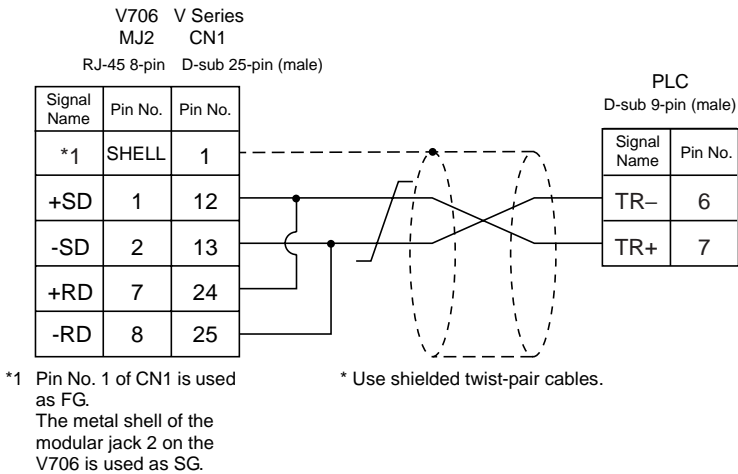 V706 V Series
MJ2 CN1
RJ-45 8-pin D-sub 25-pin (male)
Signal Name Pin No. Pin No.
*1 SHELL 1
+SD 1 12
-SD 2 13
+RD 7 24
-RD 8 25
PLC
D-sub 9-pin (male)
Signal Name Pin No.
TR− 6
TR+ 7
*1 Pin No. 1 of CN1 is used
as FG.
The metal shell of the
modular jack 2 on the
V706 is used as SG.
* Use shielded twist-pair cables.